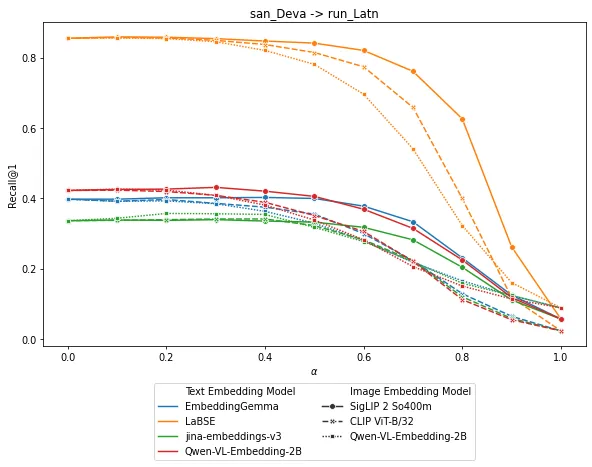 san_Deva -> run_Latn
Recall@1
0.8
0.6
0.4
0.2
0.0
0.0 0.2 0.4 0.6 0.8 1.0
α
Text Embedding Model
EmbeddingGemma
LaBSE
jina-embeddings-v3
Qwen-VL-Embedding-2B
Image Embedding Model
SigLIP 2 So400m
CLIP ViT-B/32
Qwen-VL-Embedding-2B